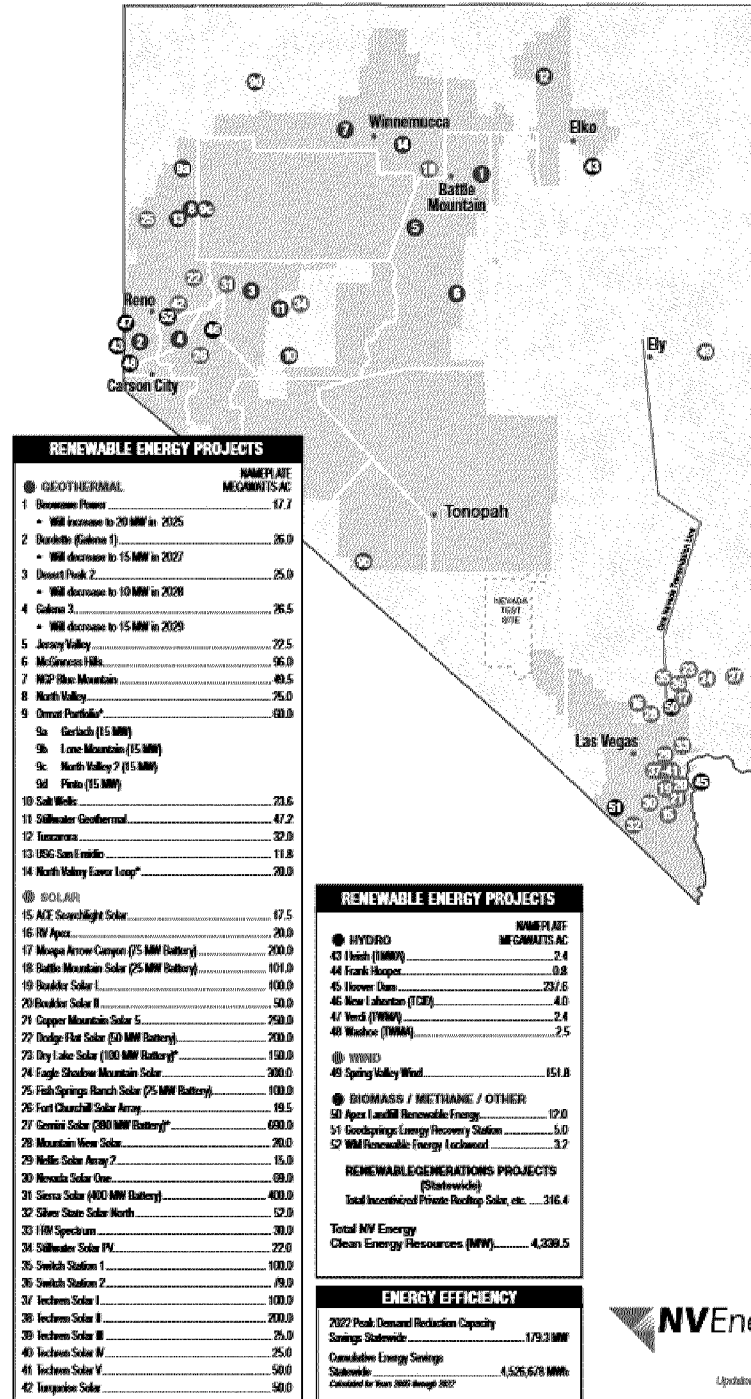 Winnemucca
Elko
Battle
Mountain
Reno
Carson City
Ely
Tonopah
NEVADA
TEST
SITE
One Nevada Transmission Line
Las Vegas
RENEWABLE ENERGY PROJECTS
NAMEPLATE
GEOTHERMAL MEGAWATTS AC
1 Beowawe Power 17.7
• Will increase to 20 MW in 2025
2 Burdette (Galena 1) 26.0
• Will decrease to 15 MW in 2027
3 Desert Peak 2 25.0
• Will decrease to 10 MW in 2028
4 Galena 3 26.5
• Will decrease to 15 MW in 2029
5 Jersey Valley 22.5
6 McGinness Hills 96.0
7 NGP Blue Mountain 49.5
8 North Valley 25.0
9 Ormat Portfolio* 60.0
9a Gerlach (15 MW)
9b Lone Mountain (15 MW)
9c North Valley 2 (15 MW)
9d Pinto (15 MW)
10 Salt Wells 23.6
11 Stillwater Geothermal 47.2
12 Tuscarora 32.0
13 USG San Emidio 11.8
14 North Valmy Eavor Loop* 20.0
SOLAR
15 ACE Searchlight Solar 17.5
16 RV Apex 20.0
17 Moapa Arrow Canyon (75 MW Battery) 200.0
18 Battle Mountain Solar (25 MW Battery) 101.0
19 Boulder Solar I 100.0
20 Boulder Solar II 50.0
21 Copper Mountain Solar 5 250.0
22 Dodge Flat Solar (50 MW Battery) 200.0
23 Dry Lake Solar (100 MW Battery)* 150.0
24 Eagle Shadow Mountain Solar 300.0
25 Fish Springs Ranch Solar (25 MW Battery) 100.0
26 Fort Churchill Solar Array 19.5
27 Gemini Solar (380 MW Battery)* 690.0
28 Mountain View Solar 20.0
29 Nellis Solar Array 2 15.0
30 Nevada Solar One 69.0
31 Sierra Solar (400 MW Battery) 400.0
32 Silver State Solar North 52.0
33 FRV Spectrum 30.0
34 Stillwater Solar PV 22.0
35 Switch Station 1 100.0
36 Switch Station 2 79.0
37 Techren Solar I 100.0
38 Techren Solar II 200.0
39 Techren Solar III 25.0
40 Techren Solar IV 25.0
41 Techren Solar V 50.0
42 Turquoise Solar 50.0
RENEWABLE ENERGY PROJECTS
NAMEPLATE
HYDRO MEGAWATTS AC
43 Fleish (TMWA) 2.4
44 Frank Hooper 0.8
45 Hoover Dam 237.6
46 New Lahontan (TCID) 4.0
47 Verdi (TMWA) 2.4
48 Washoe (TMWA) 2.5
WIND
49 Spring Valley Wind 151.8
BIOMASS / METHANE / OTHER
50 Apex Landfill Renewable Energy 12.0
51 Goodsprings Energy Recovery Station 5.0
52 WM Renewable Energy Lockwood 3.2
RENEWABLEGENERATIONS PROJECTS
(Statewide)
Total Incentivized Private Rooftop Solar, etc. 316.4
Total NV Energy
Clean Energy Resources (MW) 4,339.5
ENERGY EFFICIENCY
2022 Peak Demand Reduction Capacity
Savings Statewide 179.3 MW
Cumulative Energy Savings
Statewide 4,526,678 MWh
Calculated for Years 2005 through 2022
NVEne